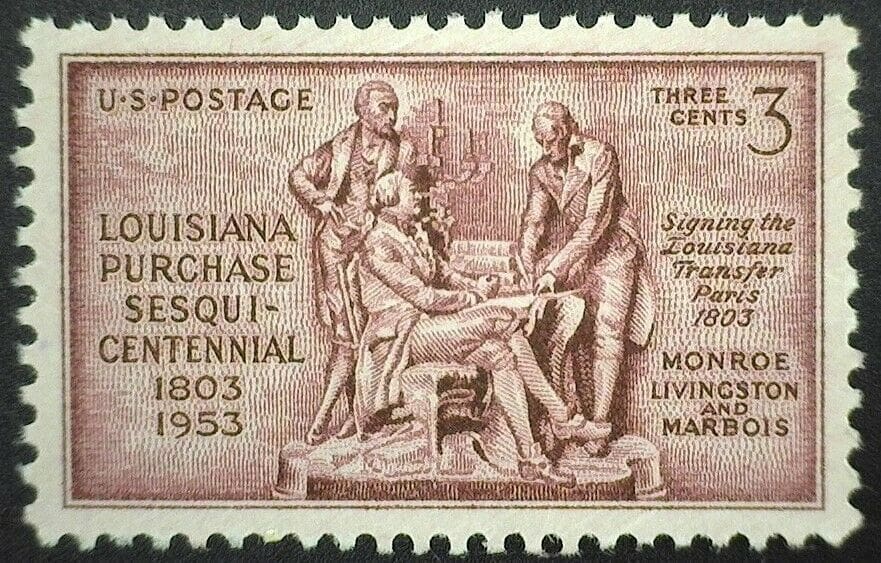 U·S·POSTAGE
THREE
CENTS 3
LOUISIANA
PURCHASE
SESQUI-
CENTENNIAL
1803
1953
Signing the
Louisiana
Transfer
Paris
1803
MONROE
LIVINGSTON
AND
MARBOIS